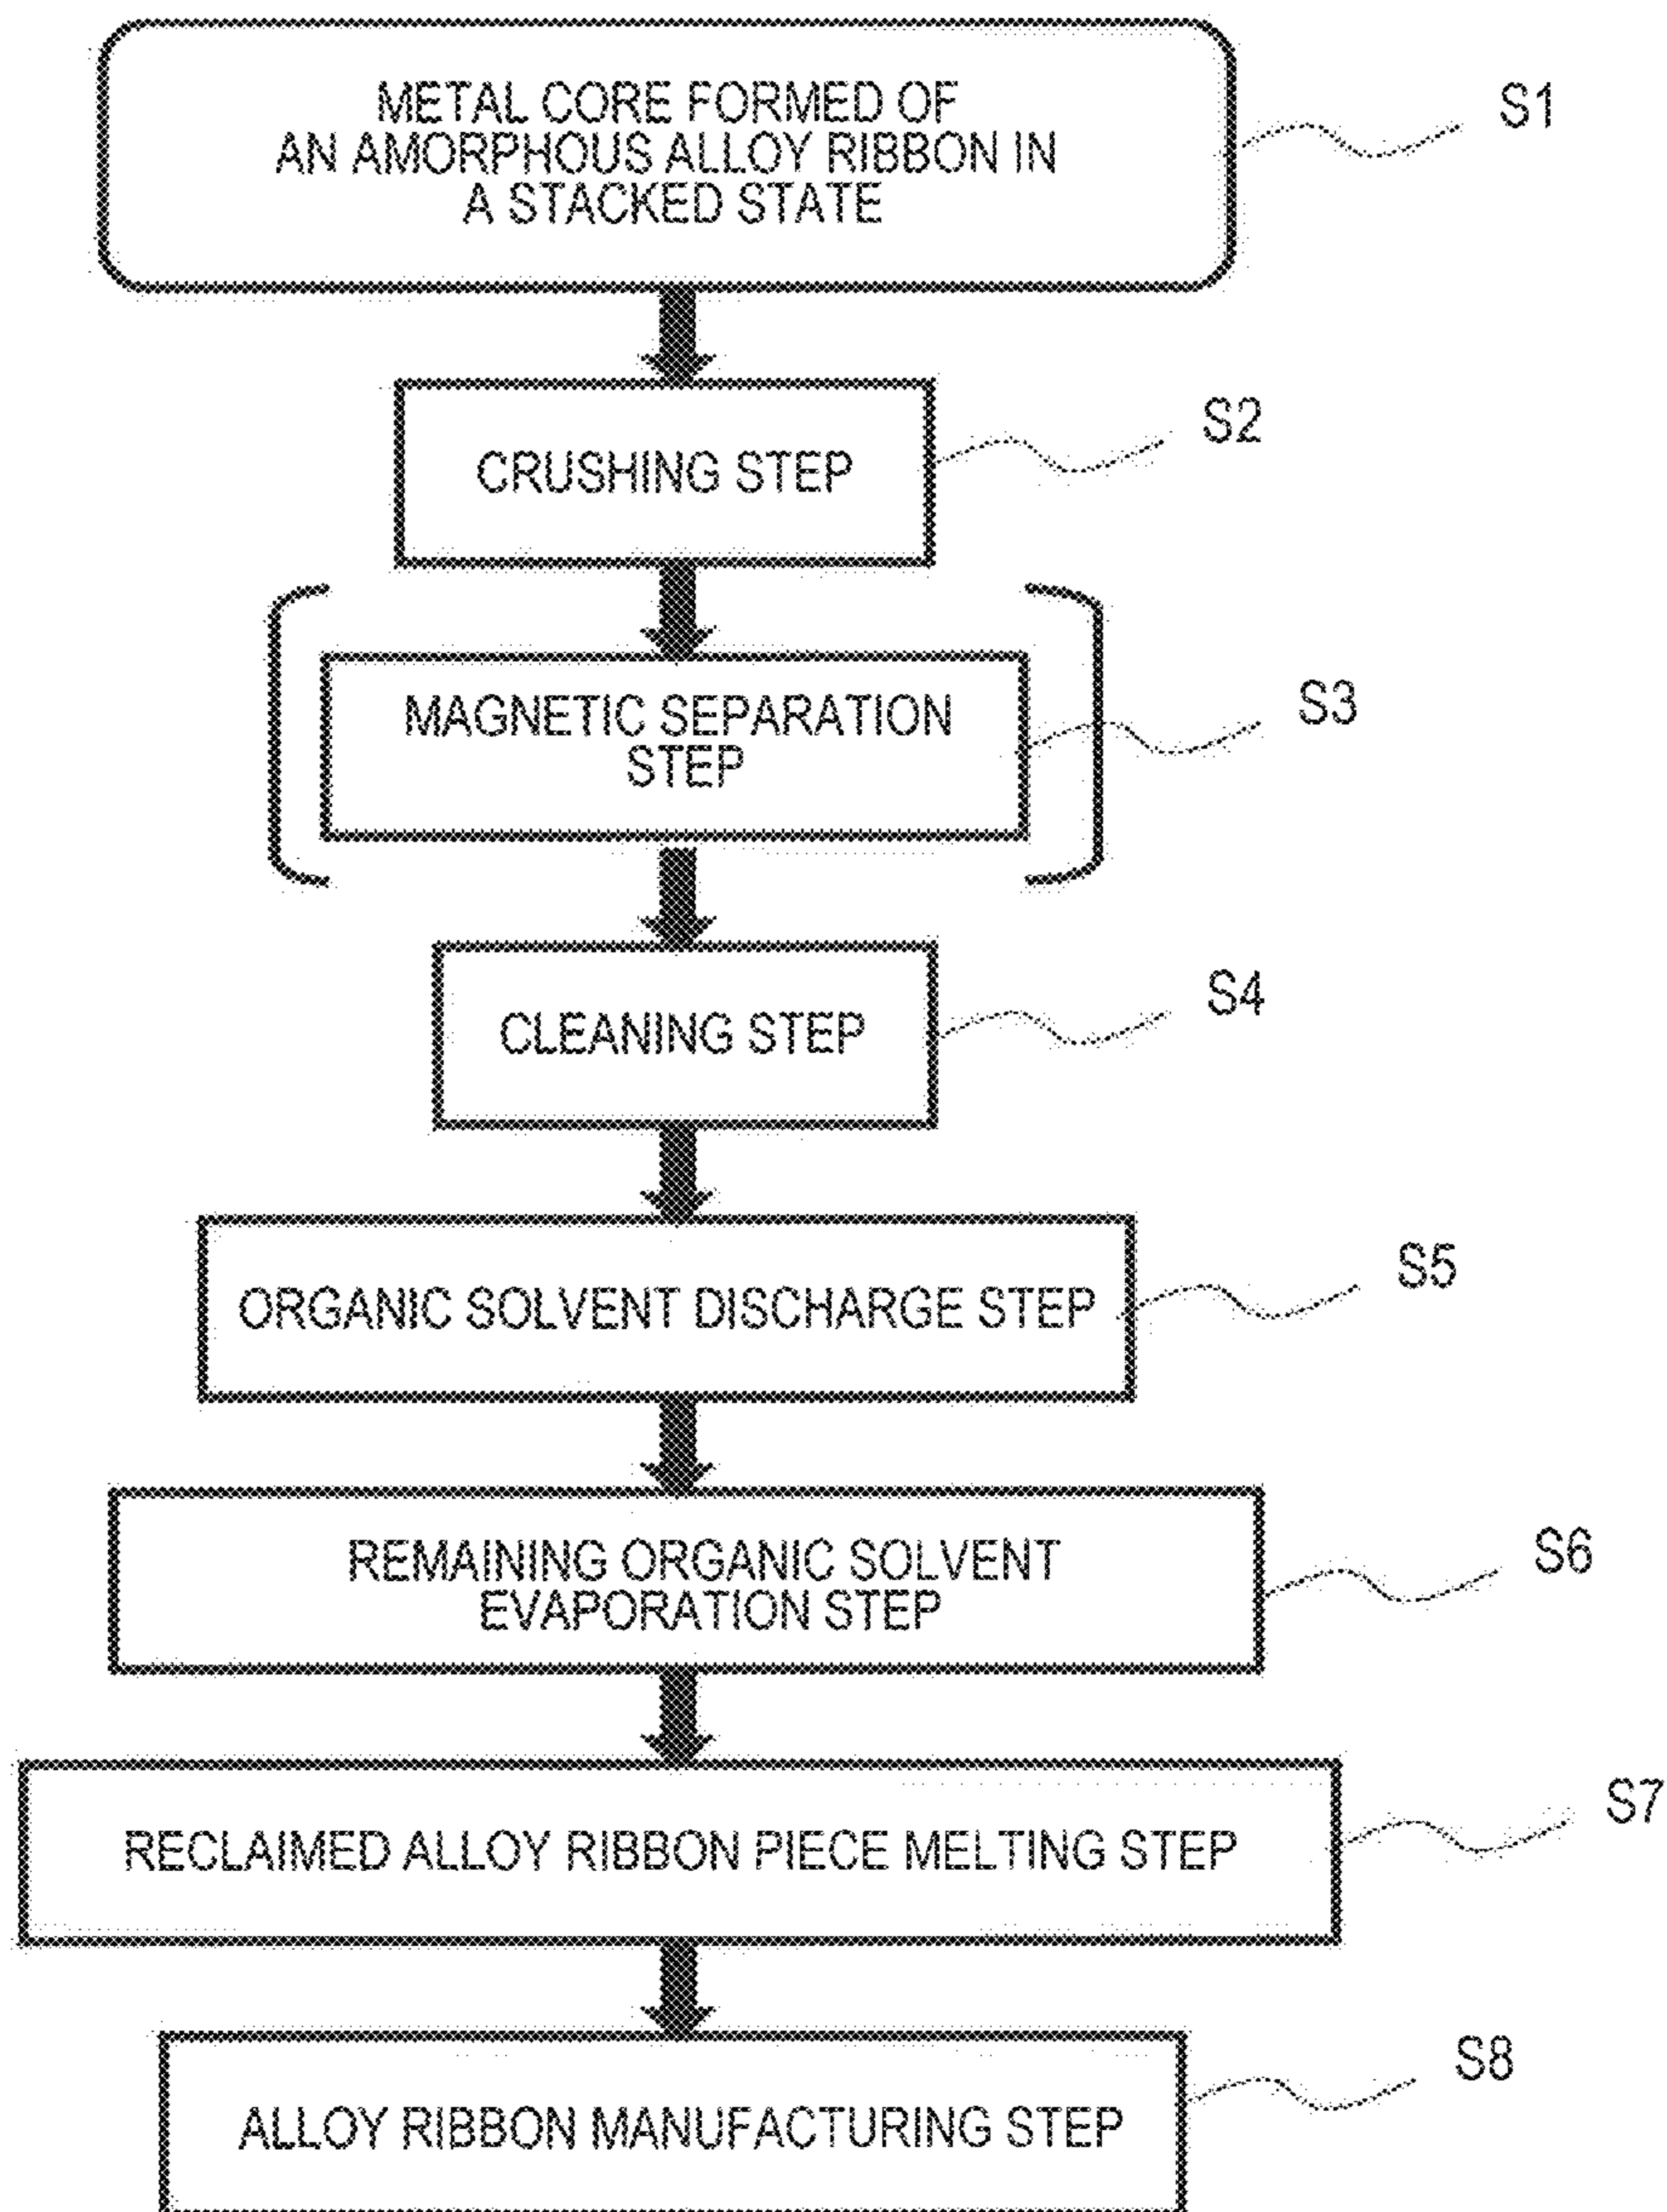 METAL CORE FORMED OF
AN AMORPHOUS ALLOY RIBBON IN
A STACKED STATE
S1
CRUSHING STEP
S2
MAGNETIC SEPARATION
STEP
S3
CLEANING STEP
S4
ORGANIC SOLVENT DISCHARGE STEP
S5
REMAINING ORGANIC SOLVENT
EVAPORATION STEP
S6
RECLAIMED ALLOY RIBBON PIECE MELTING STEP
S7
ALLOY RIBBON MANUFACTURING STEP
S8